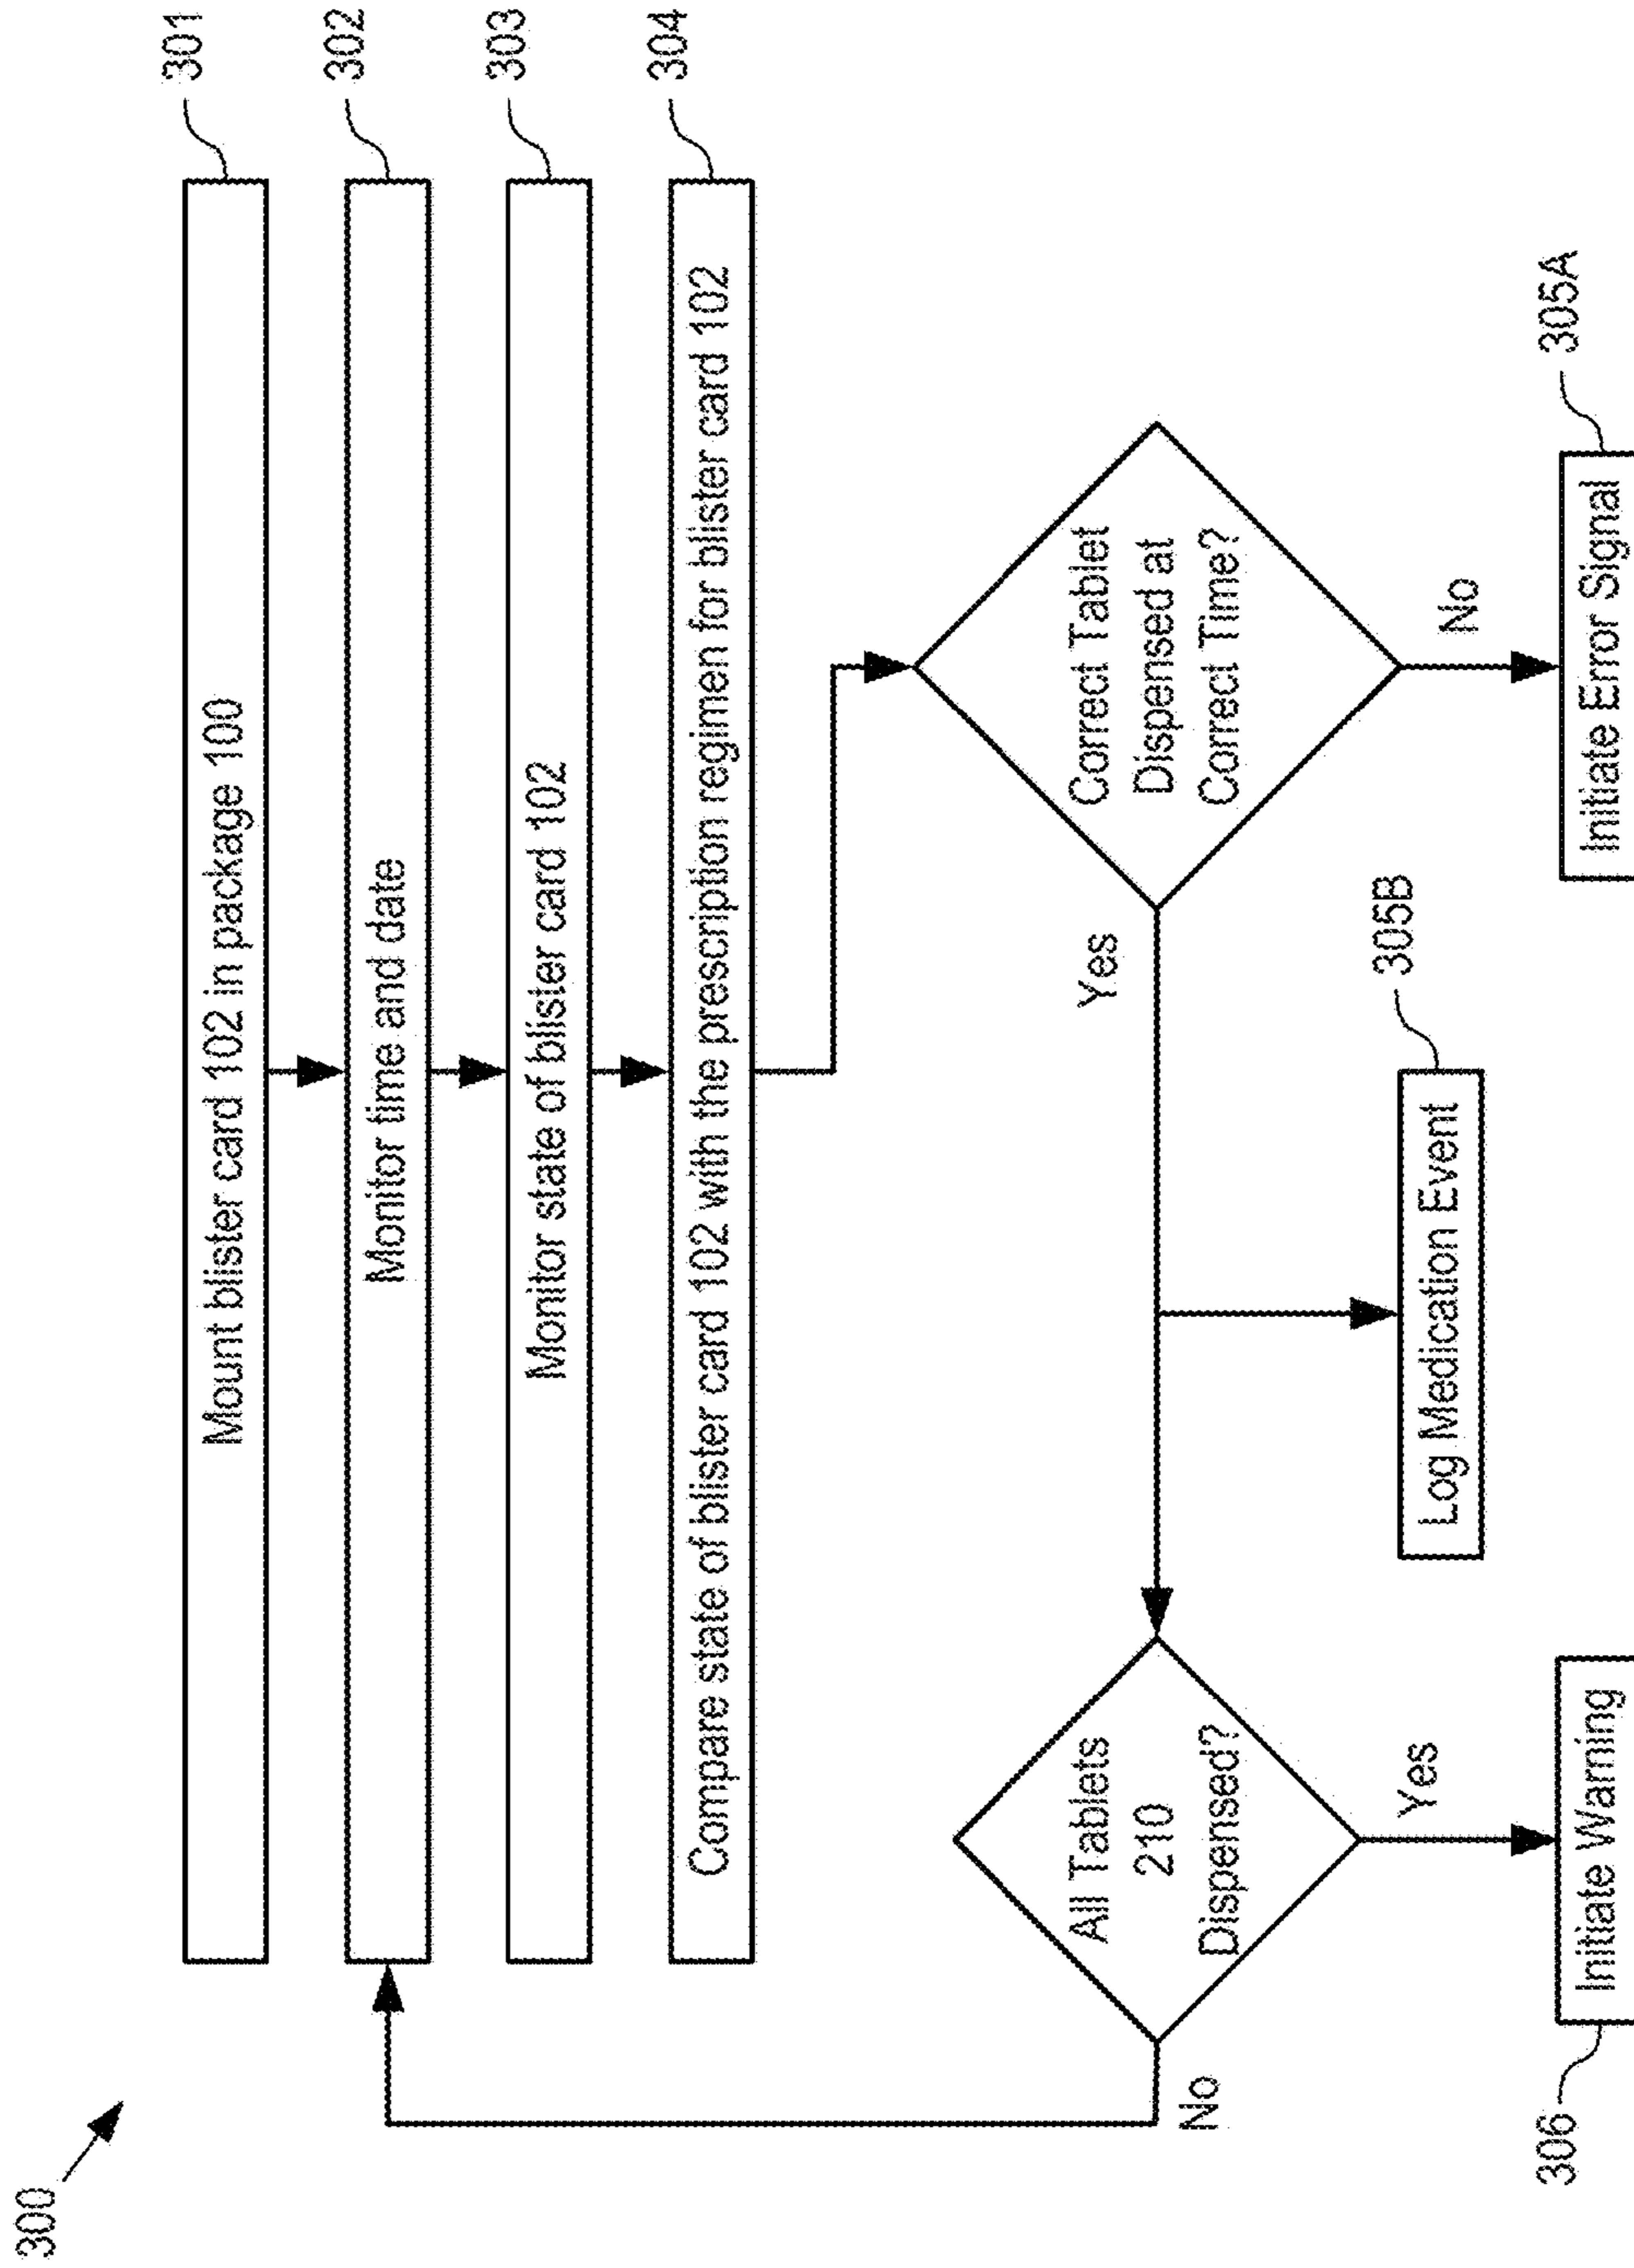 300
Mount blister card 102 in package 100
301
Monitor time and date
302
Monitor state of blister card 102
303
Compare state of blister card 102 with the prescription regimen for blister card 102
304
Correct Tablet
Dispensed at
Correct Time?
Yes
No
All Tablets
210
Dispensed?
No
Yes
Log Medication Event
305B
Initiate Error Signal
305A
306
Initiate Warning